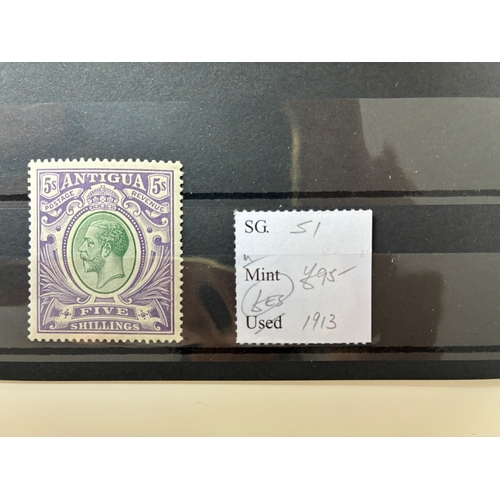 5s ANTIGUA 5s
POSTAGE REVENUE
FIVE
SHILLINGS
SG. 51
Mint £95-
Used 1913